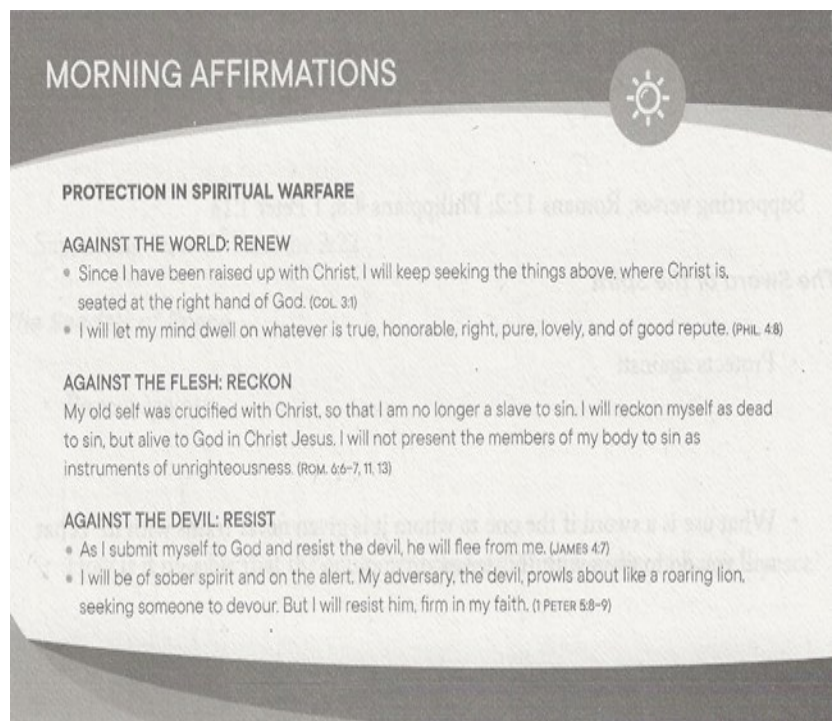 MORNING AFFIRMATIONS
PROTECTION IN SPIRITUAL WARFARE
AGAINST THE WORLD: RENEW
• Since I have been raised up with Christ, I will keep seeking the things above, where Christ is,
seated at the right hand of God. (COL. 3:1)
• I will let my mind dwell on whatever is true, honorable, right, pure, lovely, and of good repute. (PHIL. 4:8)
AGAINST THE FLESH: RECKON
My old self was crucified with Christ, so that I am no longer a slave to sin. I will reckon myself as dead
to sin, but alive to God in Christ Jesus. I will not present the members of my body to sin as
instruments of unrighteousness. (ROM. 6:6–7, 11, 13)
AGAINST THE DEVIL: RESIST
• As I submit myself to God and resist the devil, he will flee from me. (JAMES 4:7)
• I will be of sober spirit and on the alert. My adversary, the devil, prowls about like a roaring lion,
seeking someone to devour. But I will resist him, firm in my faith. (1 PETER 5:8–9)